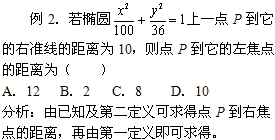 例 2. 若椭圆 x²/100 + y²/36 = 1上一点 P 到它
的右准线的距离为 10，则点 P 到它的左焦点
的距离为（    ）
A. 12  B. 2  C. 8   D. 10
分析：由已知及第二定义可求得点 P 到右焦
点的距离，再由第一定义即可求得。